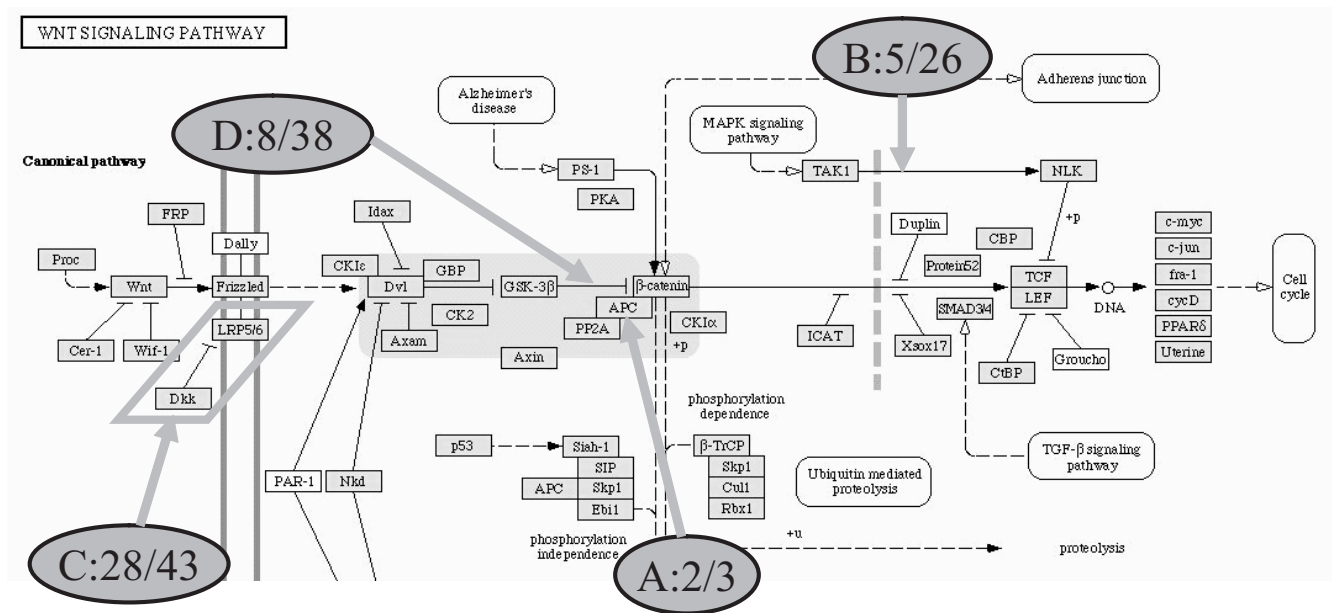 WNT SIGNALING PATHWAY
B:5/26
Adherens junction
Alzheimer's
disease
D:8/38
MAPK signaling
pathway
Canonical pathway
PS-1
TAK1
NLK
PKA
+p
FRP
Idax
Duplin
c-myc
CBP
Dally
c-jun
Proc
CKIε
GBP
Protein52
TCF
fra-1
Wnt
Frizzled
Dvl
GSK-3β
β-catenin
LEF
DNA
cycD
Cell
cycle
APC
SMAD3/4
CK2
CKIα
LRP5/6
PP2A
ICAT
PPARδ
Cer-1
Wif-1
Axam
+p
Xsox17
Groucho
Uterine
Axin
CtBP
Dkk
phosphorylation
dependence
p53
Siah-1
β-TrCP
TGF-β signaling
pathway
SIP
Skp1
Ubiquitin mediated
proteolysis
PAR-1
Nkd
APC
Skp1
Cul1
Ebi1
Rbx1
phosphorylation
independence
+u
proteolysis
C:28/43
A:2/3